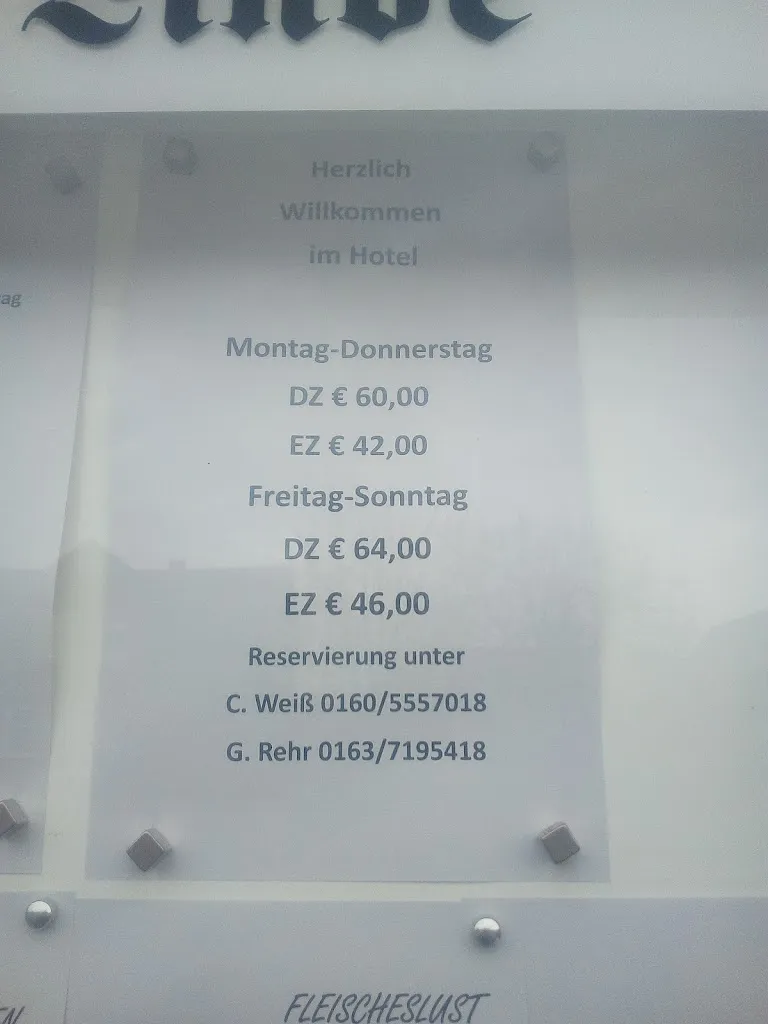 Linde
Herzlich
Willkommen
im Hotel
Montag-Donnerstag
DZ € 60,00
EZ € 42,00
Freitag-Sonntag
DZ € 64,00
EZ € 46,00
Reservierung unter
C. Weiß 0160/5557018
G. Rehr 0163/7195418
FLEISCHESLUST